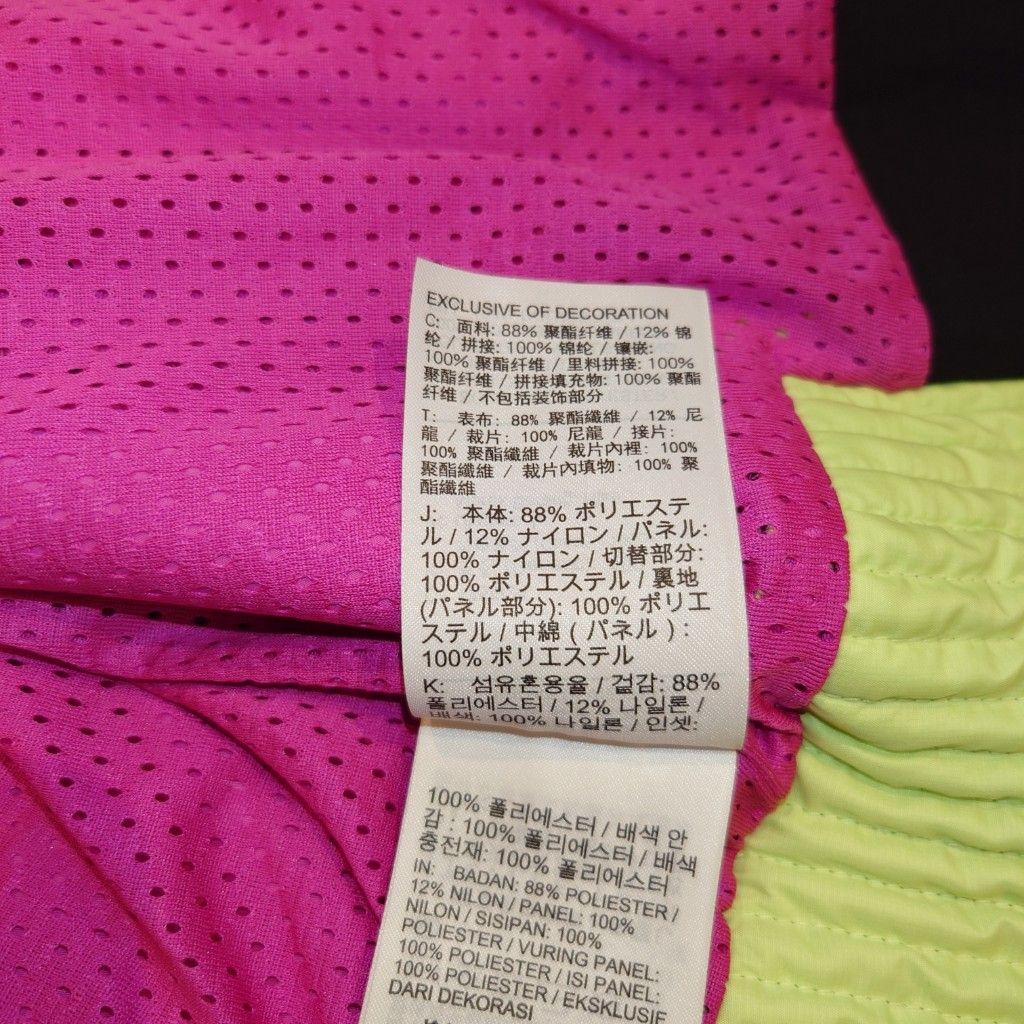 EXCLUSIVE OF DECORATION
C: 面料: 88% 聚酯纤维 / 12% 锦
纶 / 拼接: 100% 锦纶 / 镶嵌:
100% 聚酯纤维 / 里料拼接: 100%
聚酯纤维 / 拼接填充物: 100% 聚酯
纤维 / 不包括装饰部分
T: 表布: 88% 聚酯纖維 / 12% 尼
龍 / 裁片: 100% 尼龍 / 接片:
100% 聚酯纖維 / 裁片內裡: 100%
聚酯纖維 / 裁片內填物: 100% 聚
酯纖維
J: 本体: 88% ポリエステ
ル / 12% ナイロン / パネル:
100% ナイロン / 切替部分:
100% ポリエステル / 裏地
(パネル部分): 100% ポリエ
ステル / 中綿 ( パネル ) :
100% ポリエステル
K: 섬유혼용율 / 겉감: 88%
폴리에스터 / 12% 나일론 /
배색: 100% 나일론 / 인셋:
100% 폴리에스터 / 배색 안
감 : 100% 폴리에스터 / 배색
충전재: 100% 폴리에스터
IN: BADAN: 88% POLIESTER /
12% NILON / PANEL: 100%
NILON / SISIPAN: 100%
POLIESTER / VURING PANEL:
100% POLIESTER / ISI PANEL:
100% POLIESTER / EKSKLUSIF
DARI DEKORASI